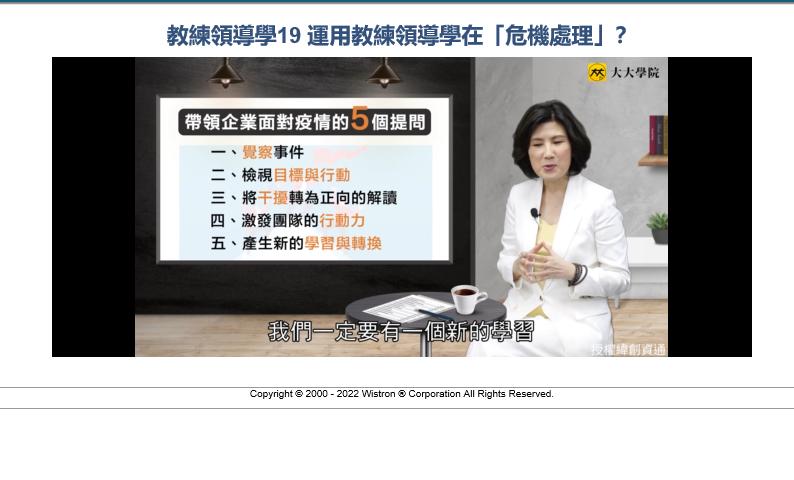 教練領導學19 運用教練領導學在「危機處理」?
大大學院
帶領企業面對疫情的5個提問
一、覺察事件
二、檢視目標與行動
三、將干擾轉為正向的解讀
四、激發團隊的行動力
五、產生新的學習與轉換
我們一定要有一個新的學習
授權緯創資通
Copyright © 2000 - 2022 Wistron ® Corporation All Rights Reserved.